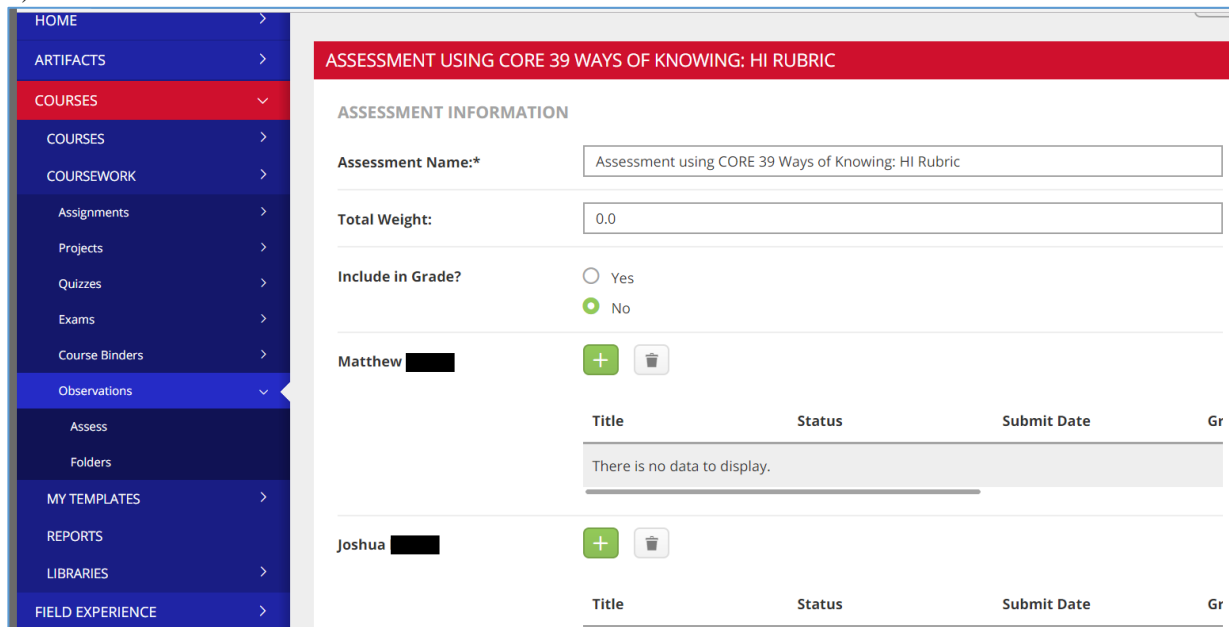 HOME
ARTIFACTS
COURSES
COURSES
COURSEWORK
Assignments
Projects
Quizzes
Exams
Course Binders
Observations
Assess
Folders
MY TEMPLATES
REPORTS
LIBRARIES
FIELD EXPERIENCE
ASSESSMENT USING CORE 39 WAYS OF KNOWING: HI RUBRIC
ASSESSMENT INFORMATION
Assessment Name:* Assessment using CORE 39 Ways of Knowing: HI Rubric
Total Weight: 0.0
Include in Grade? Yes
No
Matthew
Title Status Submit Date Gr
There is no data to display.
Joshua
Title Status Submit Date Gr